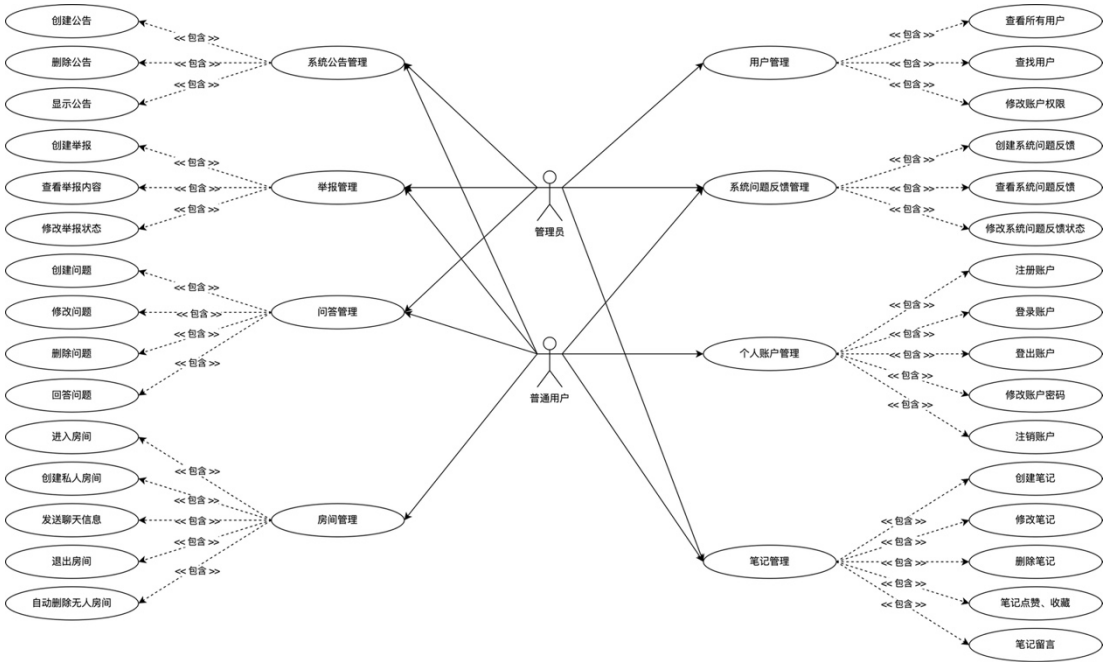 创建公告
删除公告
显示公告
<< 包含 >>
<< 包含 >>
<< 包含 >>
系统公告管理
创建举报
查看举报内容
修改举报状态
<< 包含 >>
<< 包含 >>
<< 包含 >>
举报管理
创建问题
修改问题
删除问题
回答问题
<< 包含 >>
<< 包含 >>
<< 包含 >>
<< 包含 >>
问答管理
进入房间
创建私人房间
发送聊天信息
退出房间
自动删除无人房间
<< 包含 >>
<< 包含 >>
<< 包含 >>
<< 包含 >>
<< 包含 >>
房间管理
管理员
普通用户
用户管理
<< 包含 >>
<< 包含 >>
<< 包含 >>
查看所有用户
查找用户
修改账户权限
系统问题反馈管理
<< 包含 >>
<< 包含 >>
<< 包含 >>
创建系统问题反馈
查看系统问题反馈
修改系统问题反馈状态
个人账户管理
<< 包含 >>
<< 包含 >>
<< 包含 >>
<< 包含 >>
<< 包含 >>
注册账户
登录账户
登出账户
修改账户密码
注销账户
笔记管理
<< 包含 >>
<< 包含 >>
<< 包含 >>
<< 包含 >>
<< 包含 >>
创建笔记
修改笔记
删除笔记
笔记点赞、收藏
笔记留言